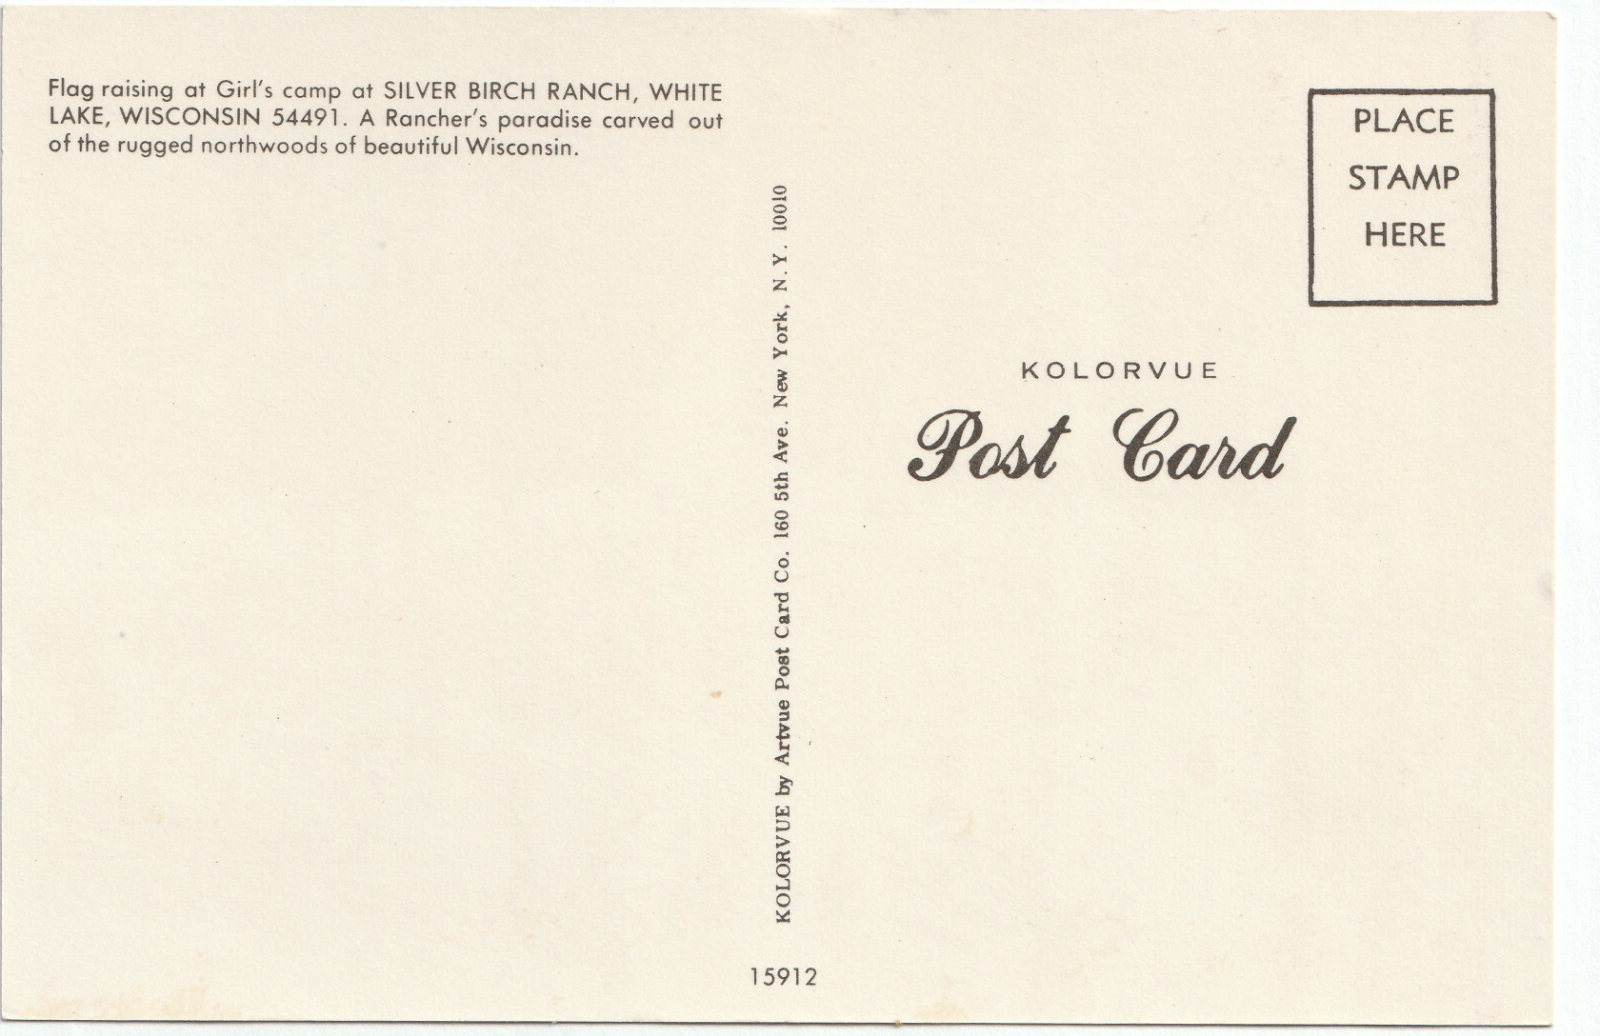 Flag raising at Girl's camp at SILVER BIRCH RANCH, WHITE
LAKE, WISCONSIN 54491. A Rancher's paradise carved out
of the rugged northwoods of beautiful Wisconsin.
KOLORVUE by Artvue Post Card Co. 160 5th Ave. New York, N. Y. 10010
15912
PLACE
STAMP
HERE
KOLORVUE
Post Card